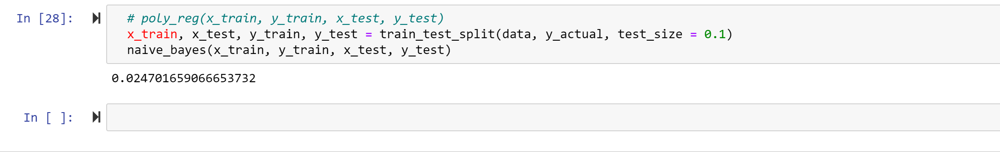 In [28]:
# poly_reg(x_train, y_train, x_test, y_test)
x_train, x_test, y_train, y_test = train_test_split(data, y_actual, test_size = 0.1)
naive_bayes(x_train, y_train, x_test, y_test)
0.024701659066653732
In [ ]: